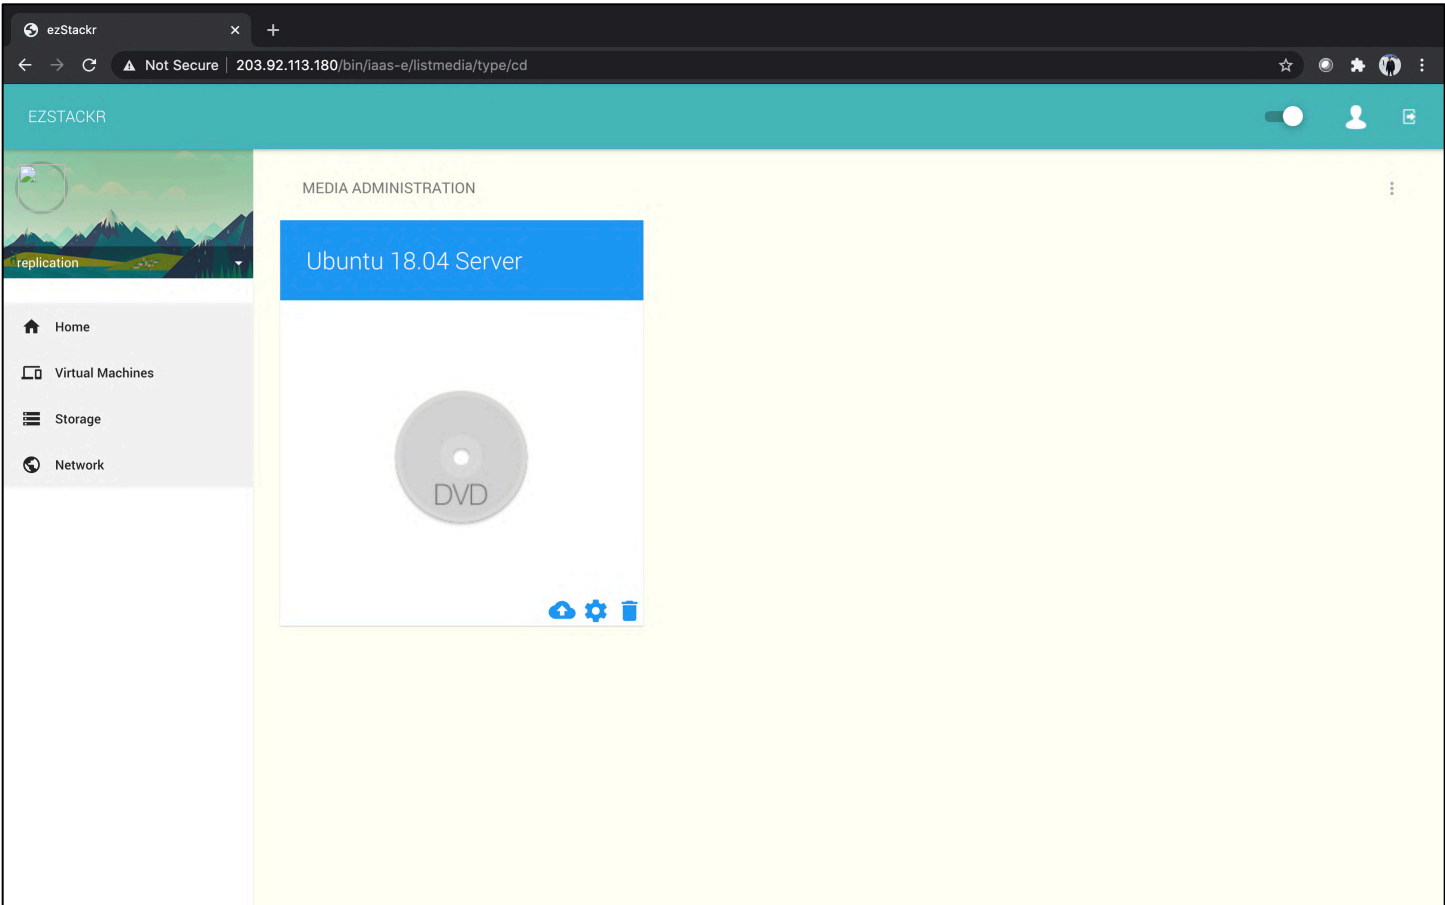 ezStackr
Not Secure | 203.92.113.180/bin/iaas-e/listmedia/type/cd
EZSTACKR
replication
Home
Virtual Machines
Storage
Network
MEDIA ADMINISTRATION
Ubuntu 18.04 Server
DVD